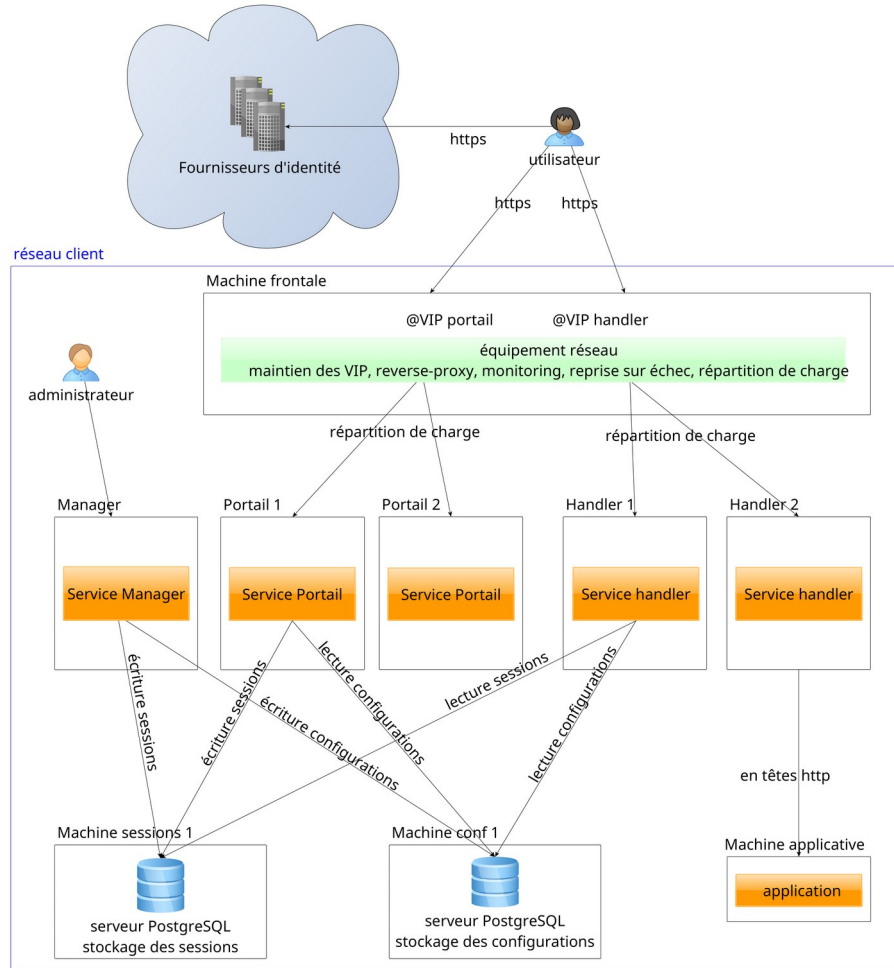 Fournisseurs d'identité
https
utilisateur
https
https
réseau client
Machine frontale
@VIP portail
@VIP handler
équipement réseau
maintien des VIP, reverse-proxy, monitoring, reprise sur échec, répartition de charge
administrateur
répartition de charge
répartition de charge
Manager
Portail 1
Portail 2
Handler 1
Handler 2
Service Manager
Service Portail
Service Portail
Service handler
Service handler
écriture sessions
écriture configurations
écriture sessions
lecture configurations
lecture sessions
lecture configurations
en têtes http
Machine sessions 1
Machine conf 1
Machine applicative
serveur PostgreSQL
stockage des sessions
serveur PostgreSQL
stockage des configurations
application